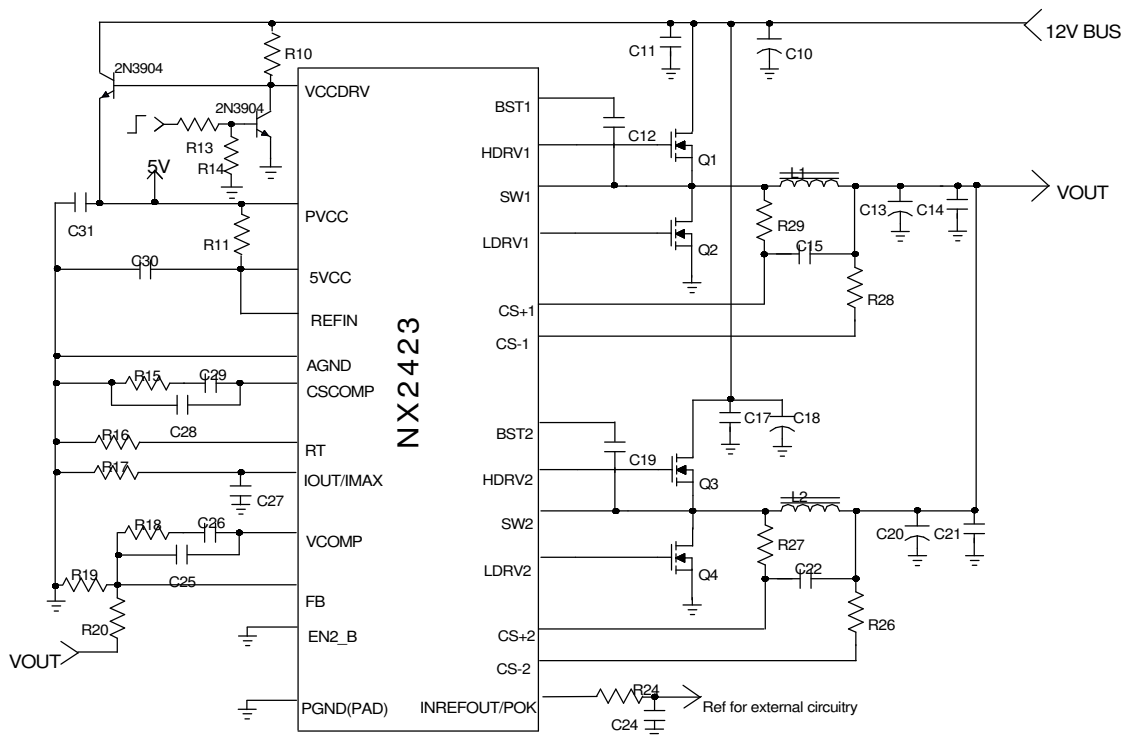 12V BUS
R10
C11
C10
2N3904
VCCDRV
2N3904
BST1
C12
R13
R14
HDRV1
Q1
5V
L1
SW1
VOUT
PVCC
C31
R29
C13
C14
R11
LDRV1
Q2
C15
C30
5VCC
R28
REFIN
CS+1
CS-1
NX2423
AGND
R15
C29
CSCOMP
C28
C17
C18
R16
RT
BST2
C19
R17
IOUT/IMAX
HDRV2
Q3
C27
L2
R18
C26
VCOMP
SW2
C20
C21
R27
C25
LDRV2
Q4
C22
R19
FB
R20
EN2_B
CS+2
R26
VOUT
CS-2
R24
PGND(PAD)
INREFOUT/POK
Ref for external circuitry
C24